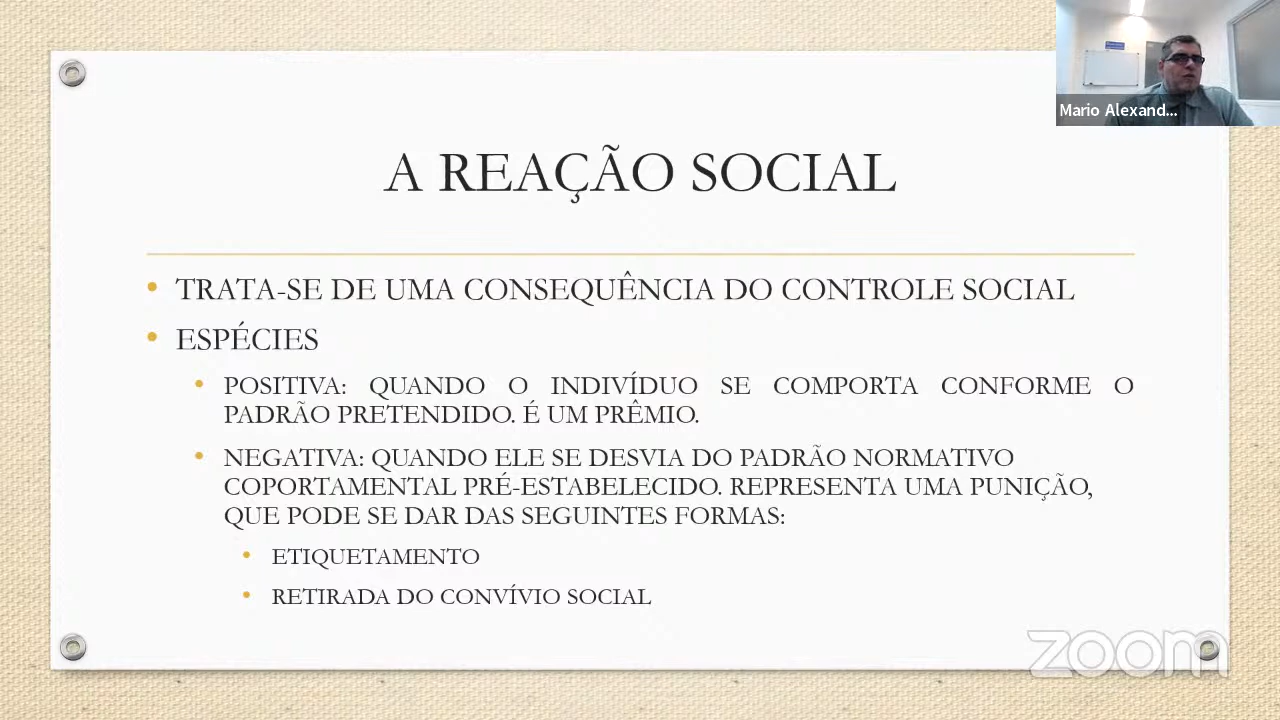 Mario Alexand...
A REAÇÃO SOCIAL
• TRATA-SE DE UMA CONSEQUÊNCIA DO CONTROLE SOCIAL
• ESPÉCIES
• POSITIVA: QUANDO O INDIVÍDUO SE COMPORTA CONFORME O
PADRÃO PRETENDIDO. É UM PRÊMIO.
• NEGATIVA: QUANDO ELE SE DESVIA DO PADRÃO NORMATIVO
COPORTAMENTAL PRÉ-ESTABELECIDO. REPRESENTA UMA PUNIÇÃO,
QUE PODE SE DAR DAS SEGUINTES FORMAS:
• ETIQUETAMENTO
• RETIRADA DO CONVÍVIO SOCIAL
zoom